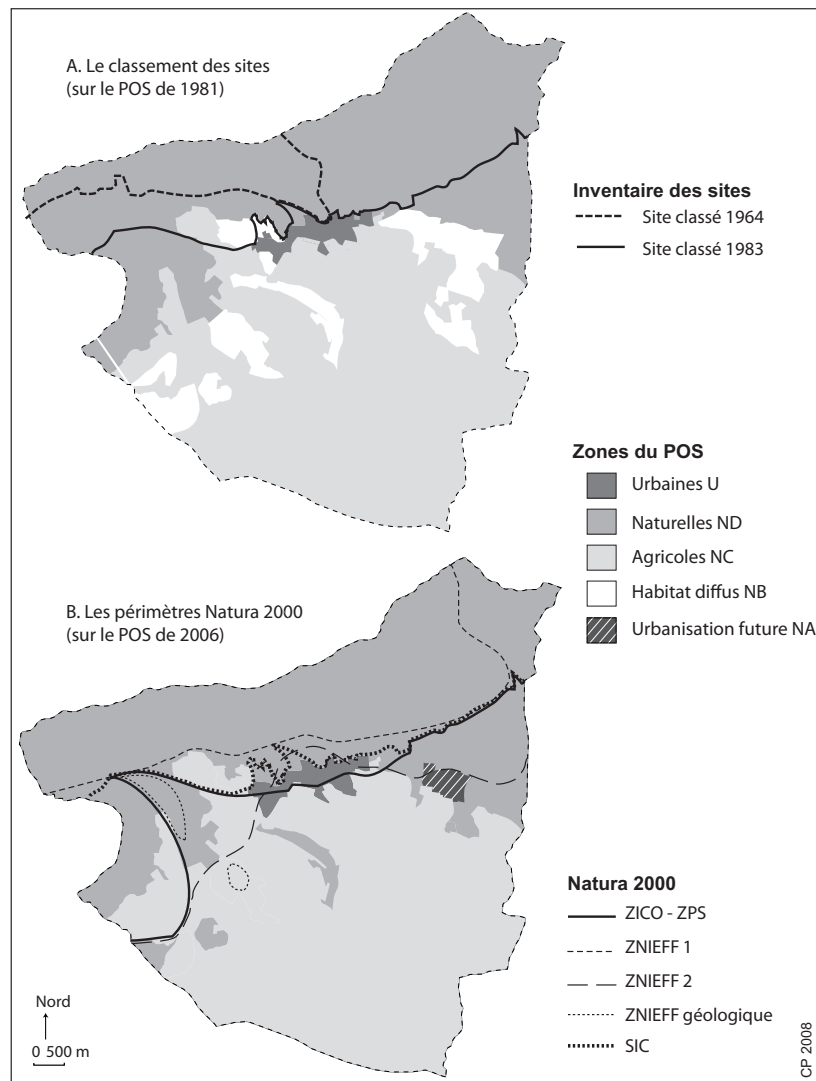 A. Le classement des sites
(sur le POS de 1981)
Inventaire des sites
Site classé 1964
Site classé 1983
Zones du POS
Urbaines U
Naturelles ND
Agricoles NC
Habitat diffus NB
Urbanisation future NA
B. Les périmètres Natura 2000
(sur le POS de 2006)
Natura 2000
ZICO - ZPS
ZNIEFF 1
ZNIEFF 2
ZNIEFF géologique
SIC
Nord
0 500 m
CP 2008